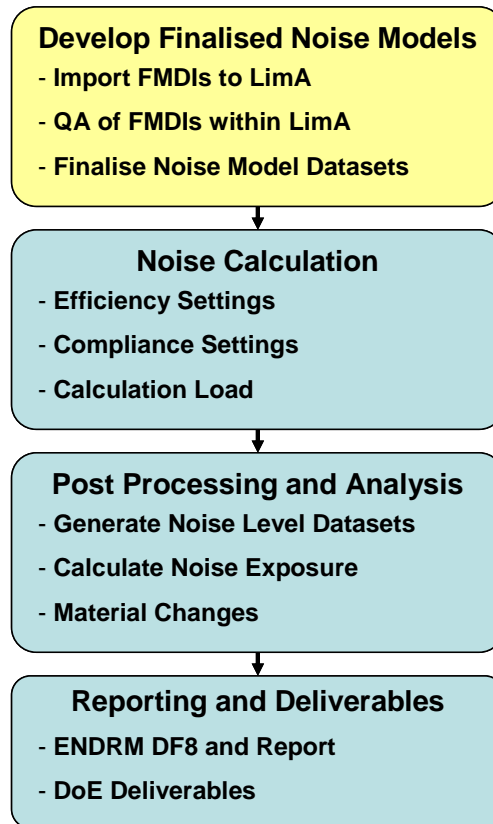 Develop Finalised Noise Models
- Import FMDIs to LimA
- QA of FMDIs within LimA
- Finalise Noise Model Datasets
Noise Calculation
- Efficiency Settings
- Compliance Settings
- Calculation Load
Post Processing and Analysis
- Generate Noise Level Datasets
- Calculate Noise Exposure
- Material Changes
Reporting and Deliverables
- ENDRM DF8 and Report
- DoE Deliverables